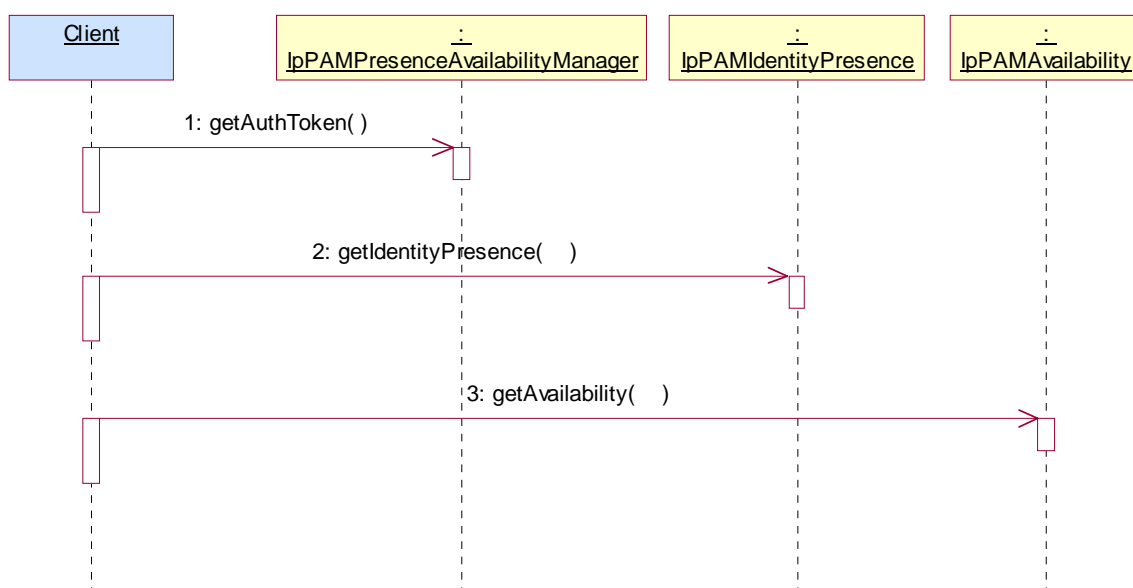 Client
:
IpPAMPresenceAvailabilityManager
:
IpPAMIdentityPresence
:
IpPAMAvailability
1: getAuthToken( )
2: getIdentityPresence( )
3: getAvailability( )